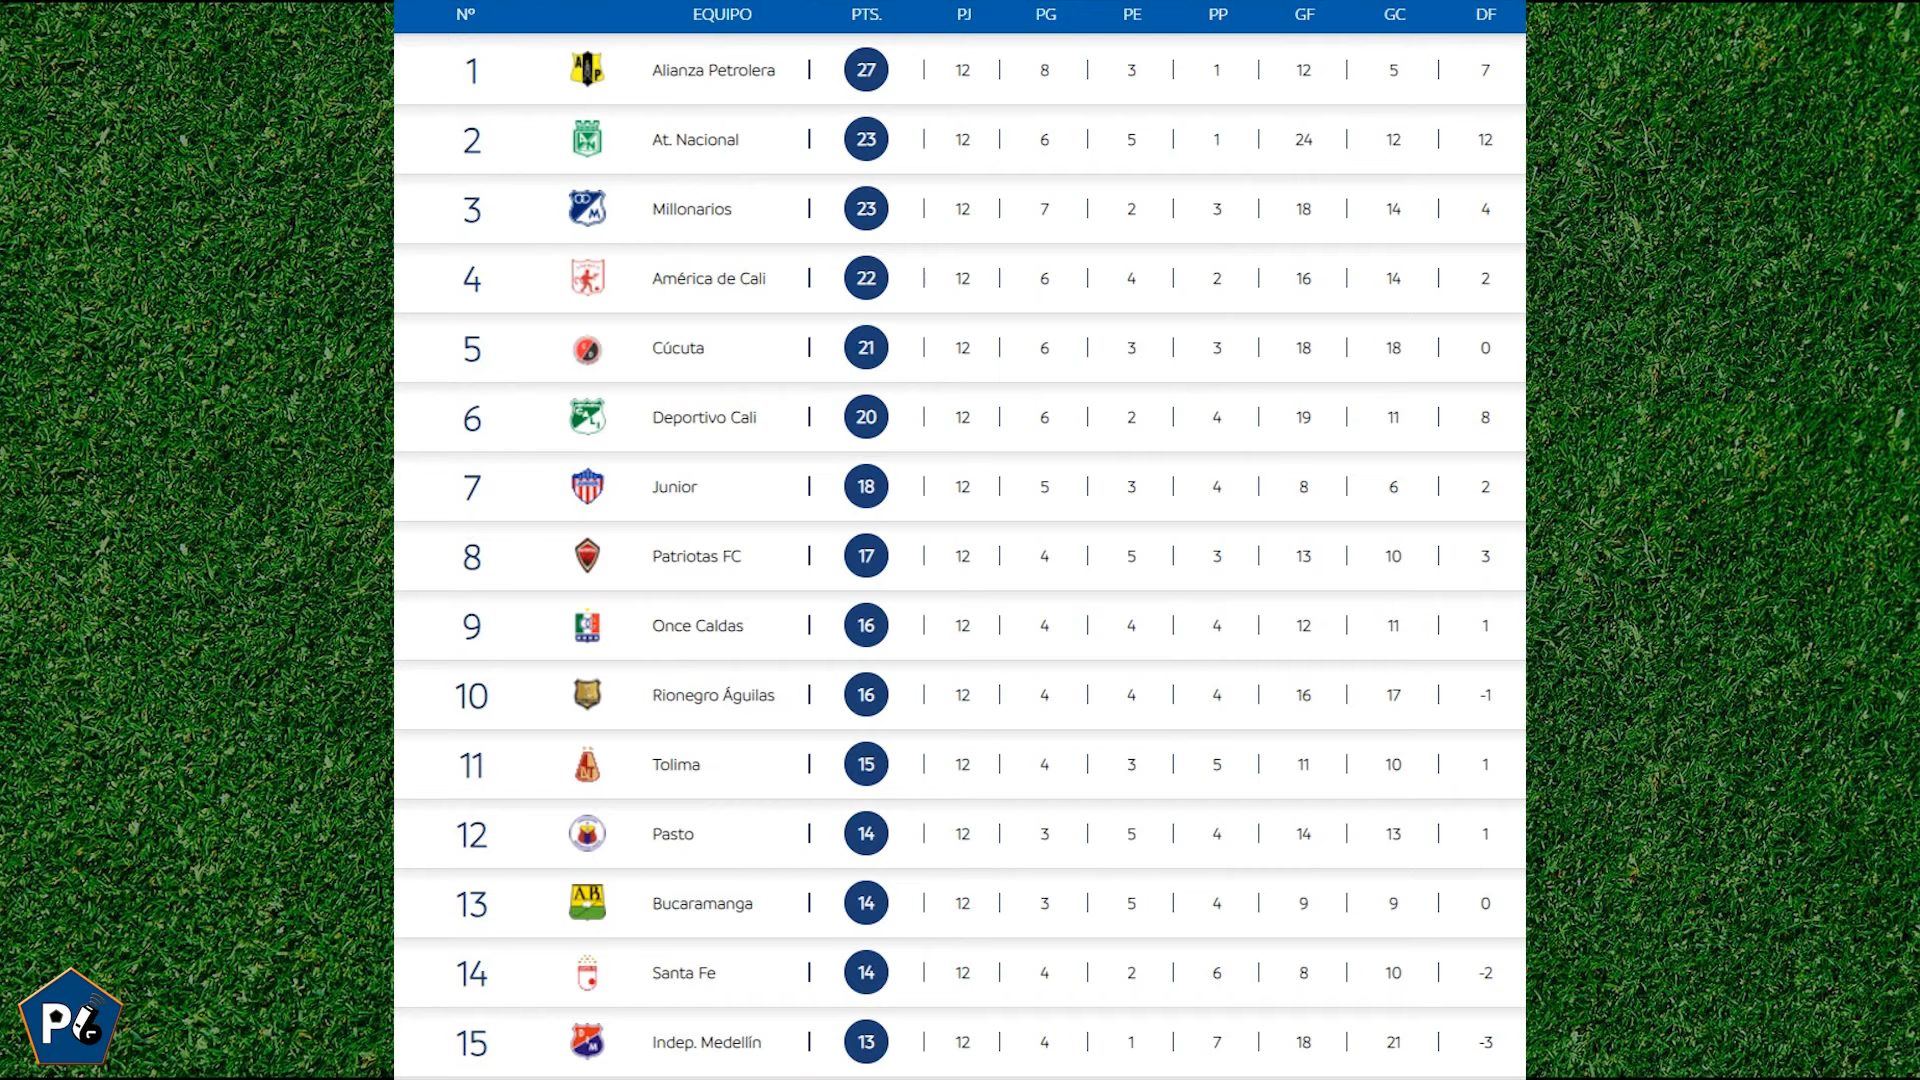 Nº EQUIPO PTS. PJ PG PE PP GF GC DF
1 Alianza Petrolera 27 12 8 3 1 12 5 7
2 At. Nacional 23 12 6 5 1 24 12 12
3 Millonarios 23 12 7 2 3 18 14 4
4 América de Cali 22 12 6 4 2 16 14 2
5 Cúcuta 21 12 6 3 3 18 18 0
6 Deportivo Cali 20 12 6 2 4 19 11 8
7 Junior 18 12 5 3 4 8 6 2
8 Patriotas FC 17 12 4 5 3 13 10 3
9 Once Caldas 16 12 4 4 4 12 11 1
10 Rionegro Águilas 16 12 4 4 4 16 17 -1
11 Tolima 15 12 4 3 5 11 10 1
12 Pasto 14 12 3 5 4 14 13 1
13 AB Bucaramanga 14 12 3 5 4 9 9 0
14 Santa Fe 14 12 4 2 6 8 10 -2
15 Indep. Medellín 13 12 4 1 7 18 21 -3